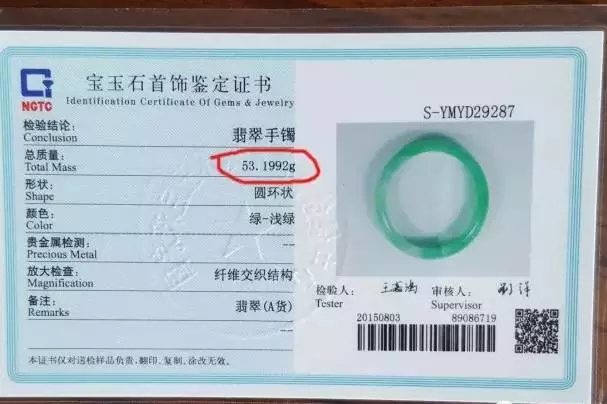 NGTC
宝玉石首饰鉴定证书
Identification Certificate Of Gems & Jewelry
检验结论:
Conclusion
翡翠手镯
总质量:
Total Mass
53.1992g
形状:
Shape
圆环状
颜色:
Color
绿-浅绿
贵金属检测:
Precious Metal
--
放大检查:
Magnification
纤维交织结构
备注:
Remarks
翡翠(A货)
--
本证书仅对送检样品负责,翻印、复制、涂改无效。
S-YMYD29287
检验人:
Tester
审核人:
Supervisor
20150803
89086719